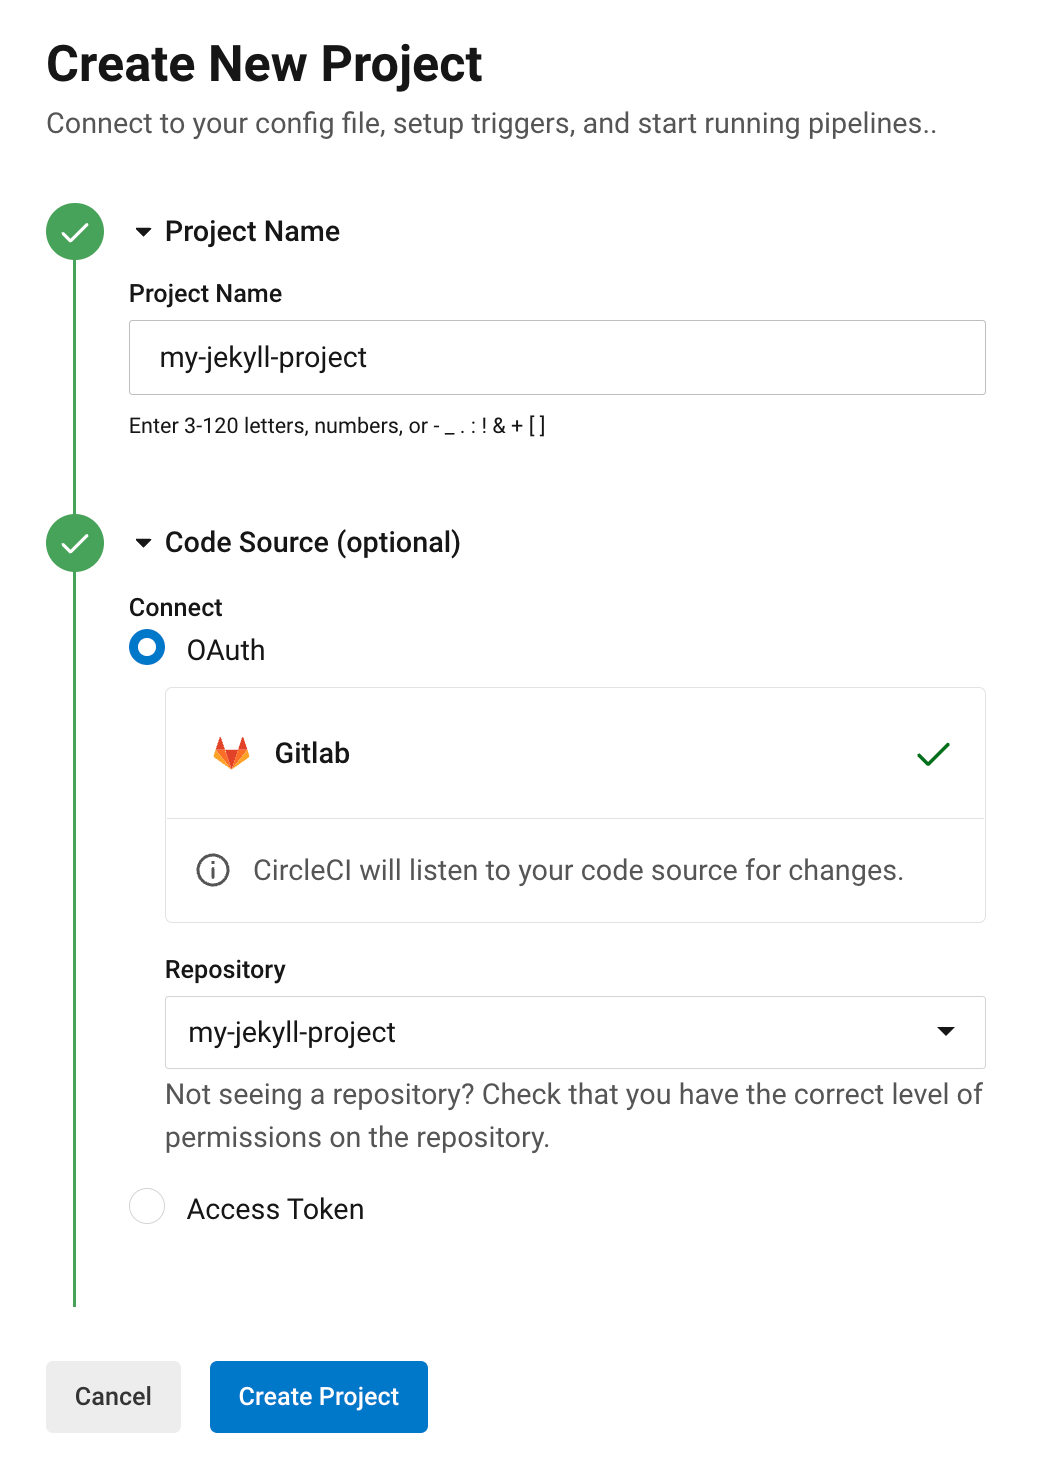 Create New Project
Connect to your config file, setup triggers, and start running pipelines..
Project Name
Project Name
my-jekyll-project
Enter 3-120 letters, numbers, or - _ . : ! & + [ ]
Code Source (optional)
Connect
OAuth
Gitlab
CircleCI will listen to your code source for changes.
Repository
my-jekyll-project
Not seeing a repository? Check that you have the correct level of
permissions on the repository.
Access Token
Cancel
Create Project